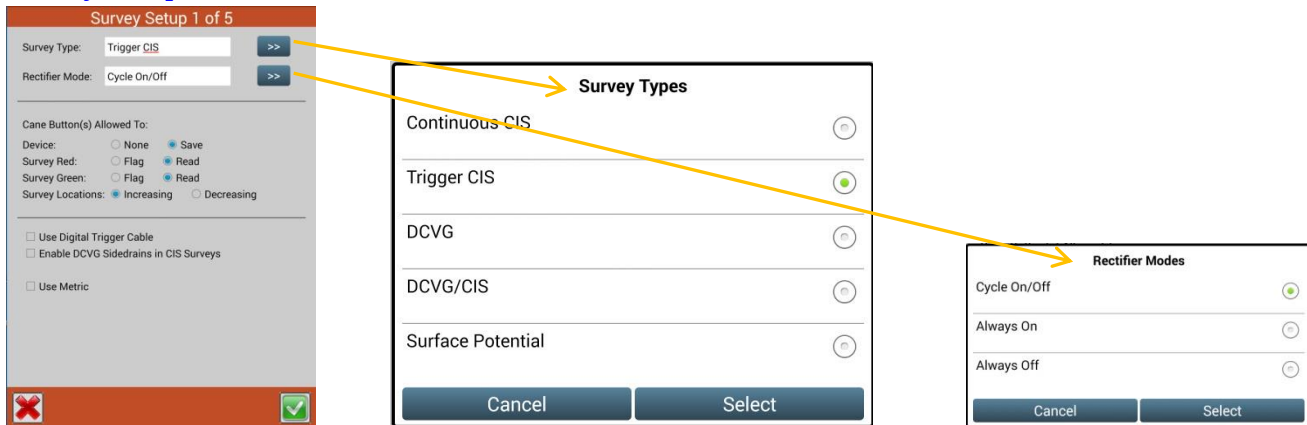 Survey Setup 1 of 5
Survey Type: Trigger CIS >>
Rectifier Mode: Cycle On/Off >>
Cane Button(s) Allowed To:
Device: None Save
Survey Red: Flag Read
Survey Green: Flag Read
Survey Locations: Increasing Decreasing
Use Digital Trigger Cable
Enable DCVG Sidedrains in CIS Surveys
Use Metric
Survey Types
Continuous CIS
Trigger CIS
DCVG
DCVG/CIS
Surface Potential
Cancel Select
Rectifier Modes
Cycle On/Off
Always On
Always Off
Cancel Select